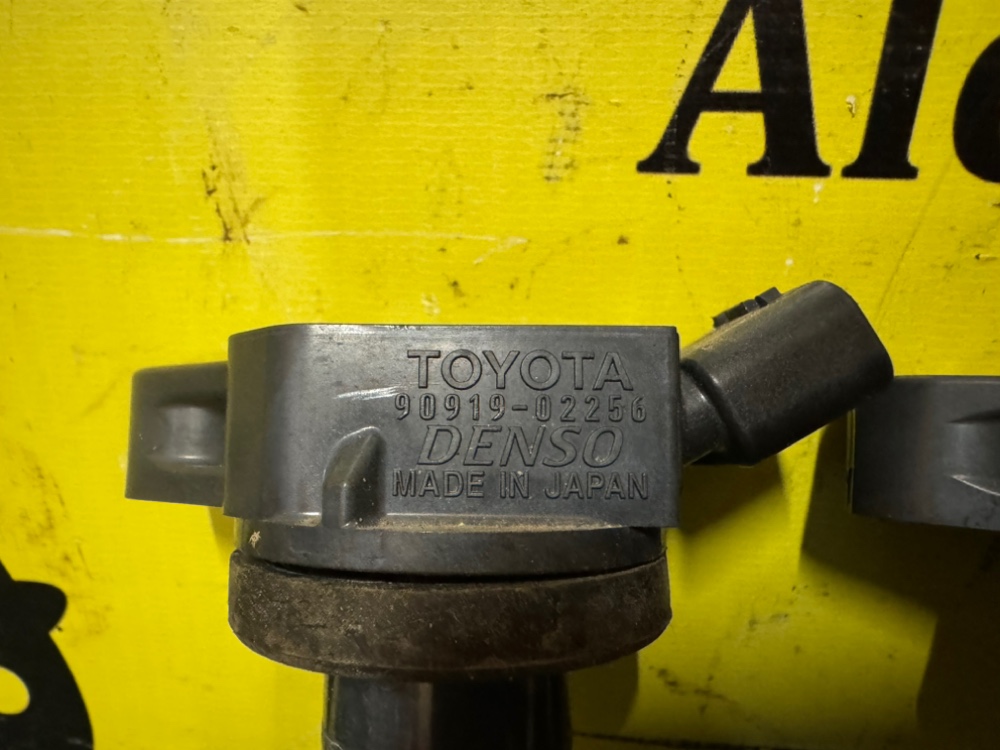 TOYOTA
90919-02256
DENSO
MADE IN JAPAN